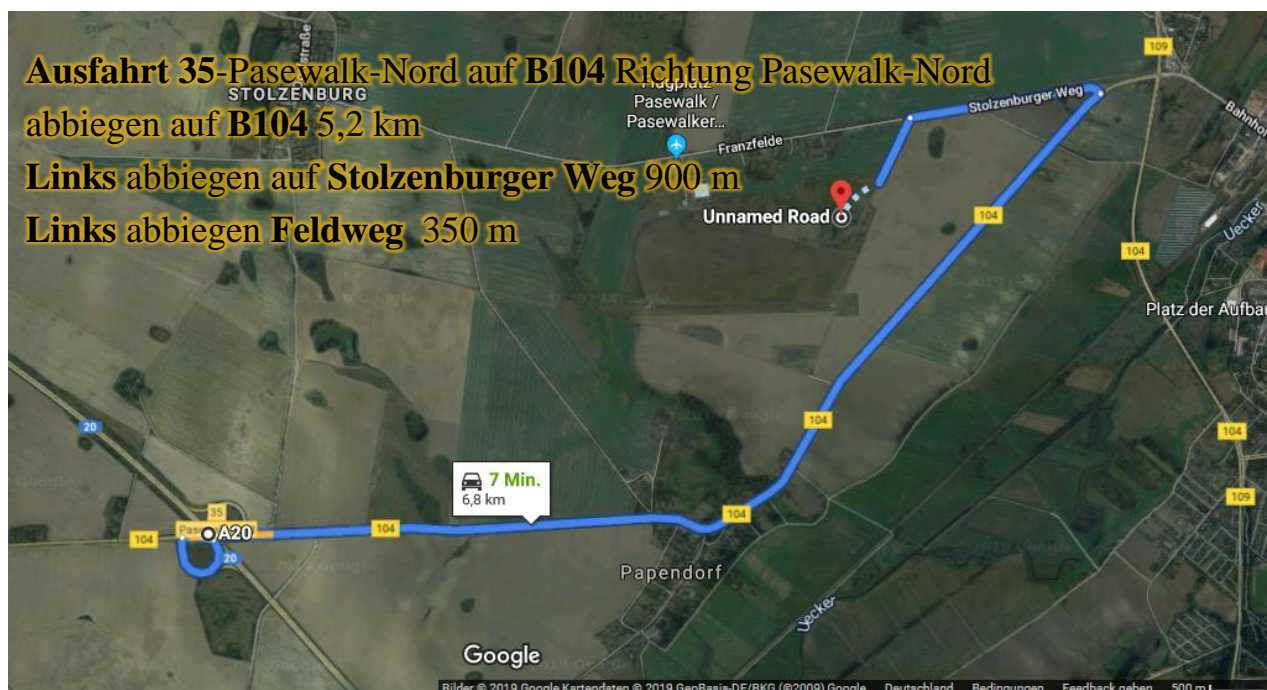 Ausfahrt 35-Pasewalk-Nord auf B104 Richtung Pasewalk-Nord
abbiegen auf B104 5,2 km
Links abbiegen auf Stolzenburger Weg 900 m
Links abbiegen Feldweg 350 m
STOLZENBURG
Flugplatz
Pasewalk /
Pasewalker...
Franzfelde
Stolzenburger Weg
109
Bahnhof
Unnamed Road
104
104
Uecker
Platz der Aufbau
20
104
104
7 Min.
6,8 km
109
35
A20
104
104
104
20
Papendorf
Uecker
Google
Bilder © 2019 Google Kartendaten © 2019 GeoBasis-DE/BKG (©2009) Google Deutschland Bedingungen Feedback geben 500 m